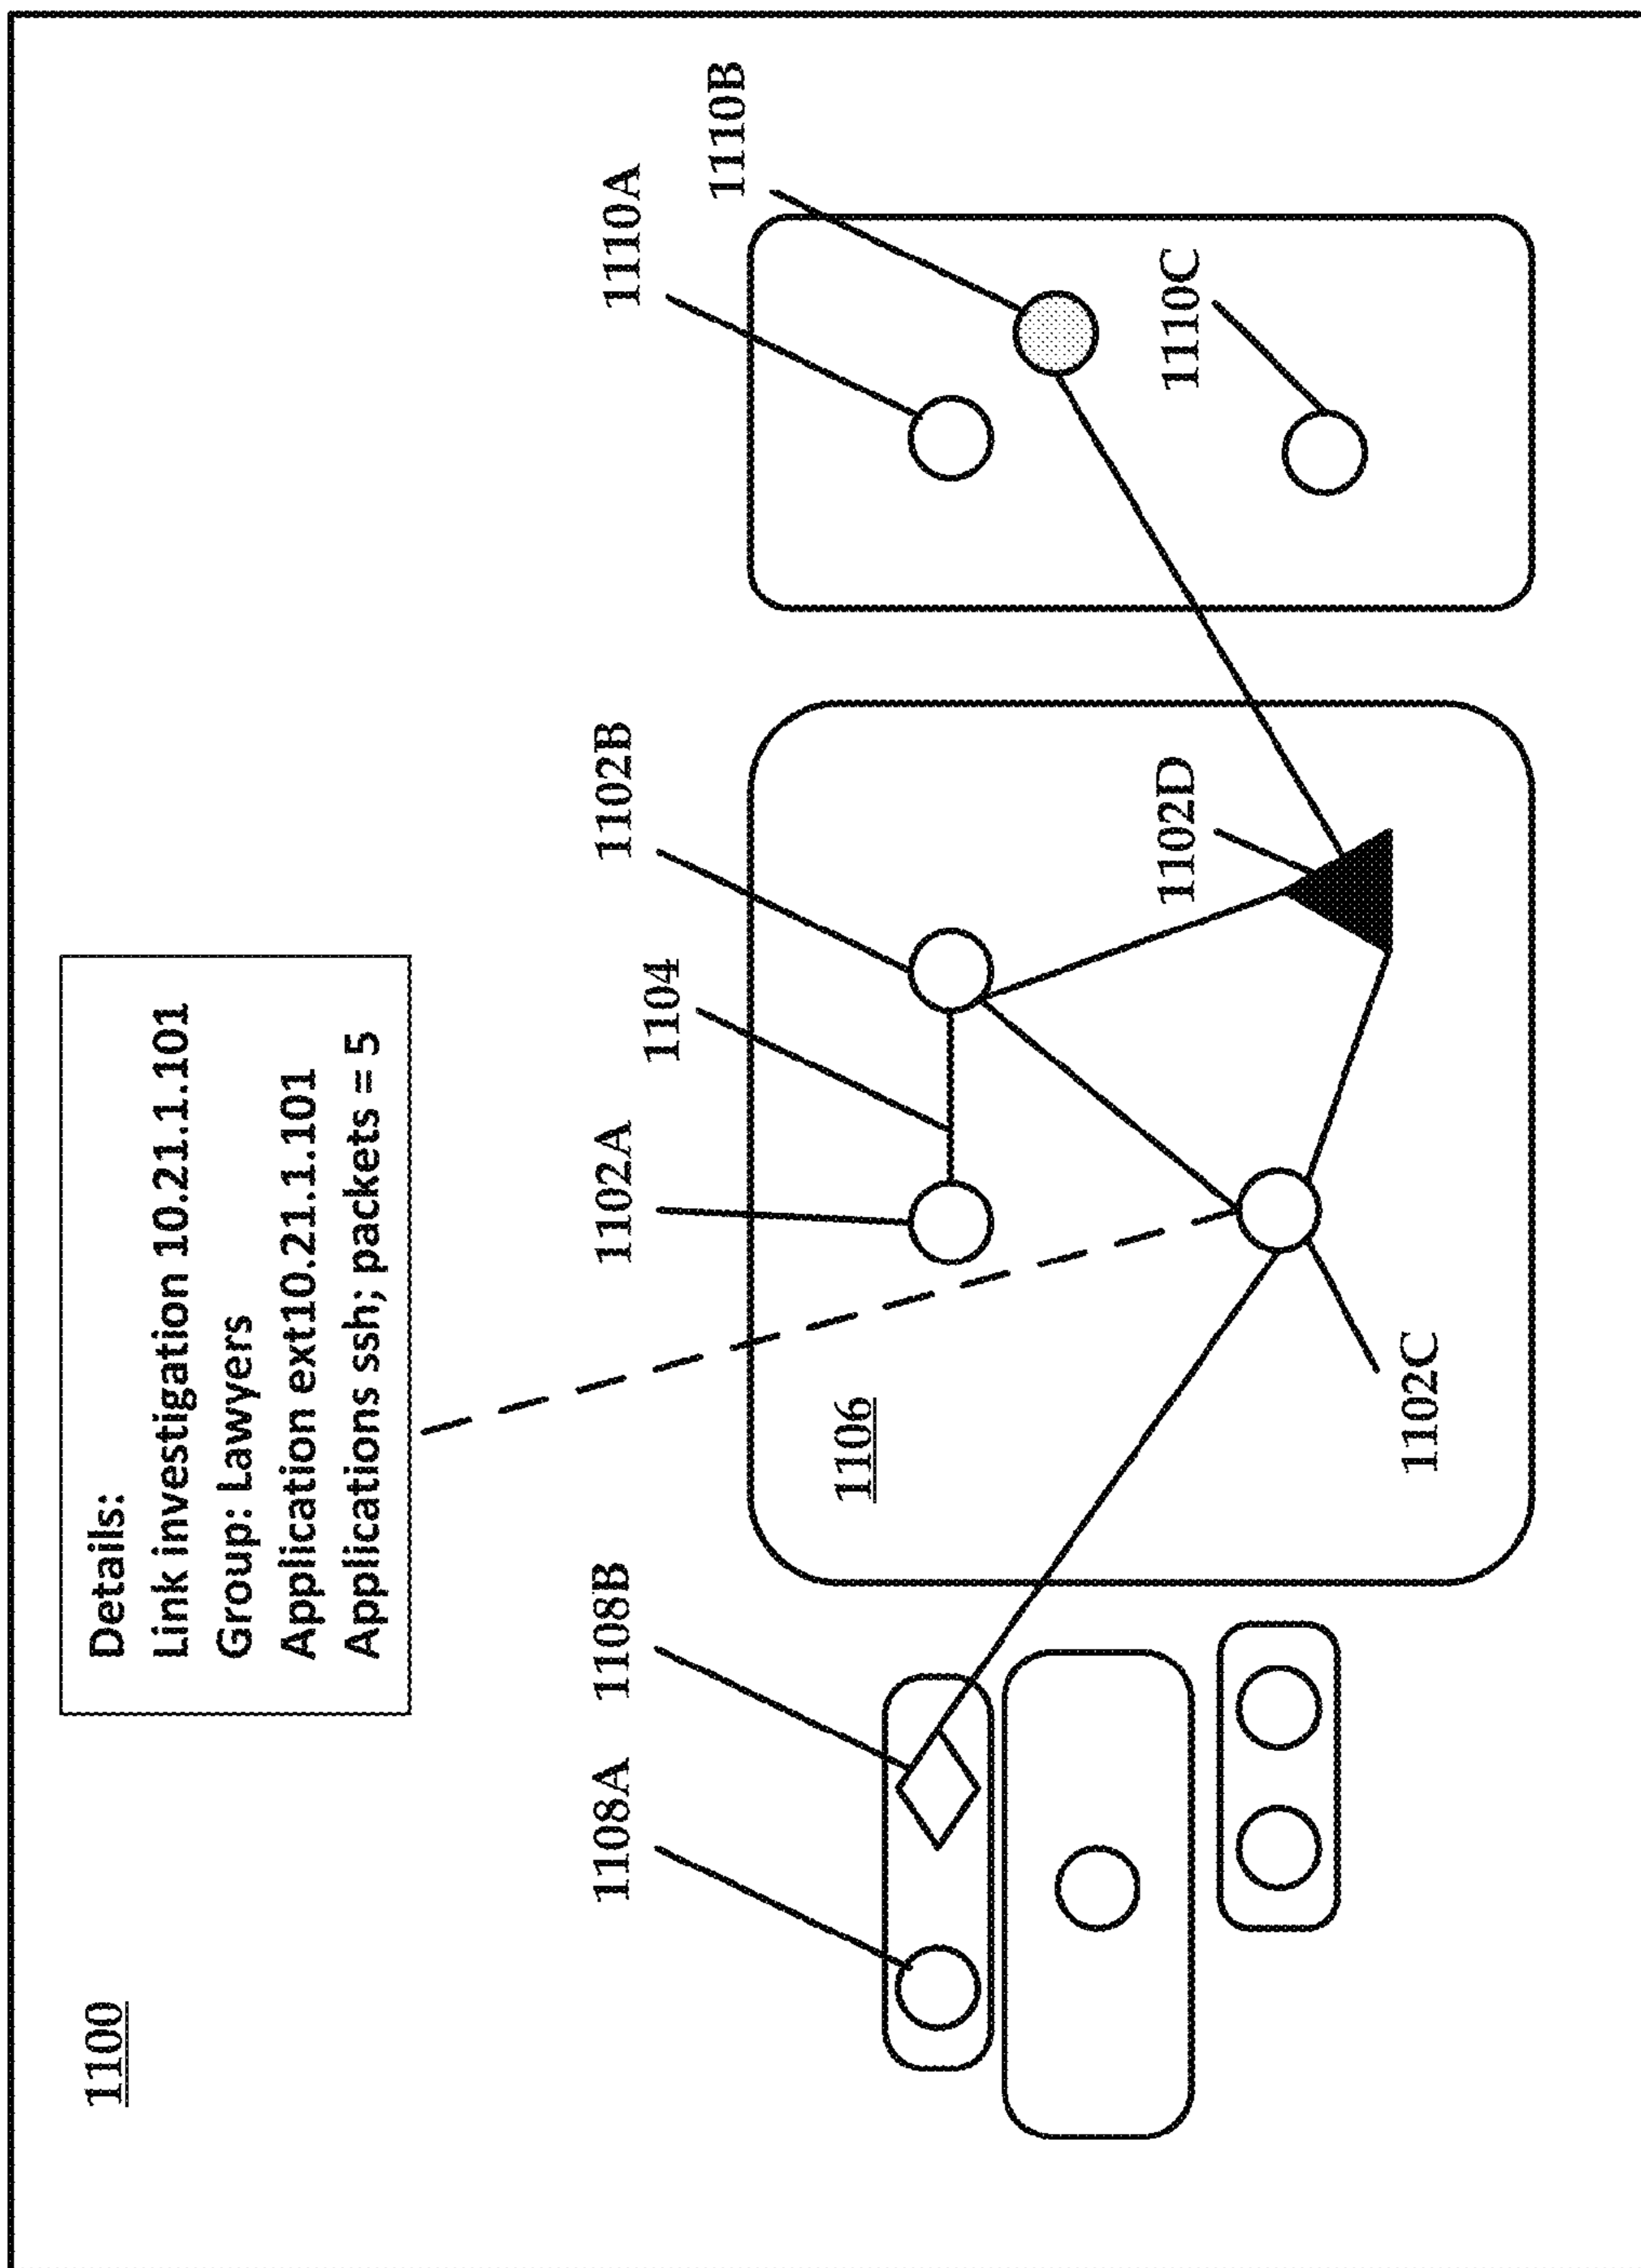 1100
Details:
Link investigation 10.21.1.101
Group: Lawyers
Application ext10.21.1.101
Applications ssh; packets = 5
1108A
1108B
1102A
1104
1102B
1110A
1110B
1106
1102D
1110C
1102C